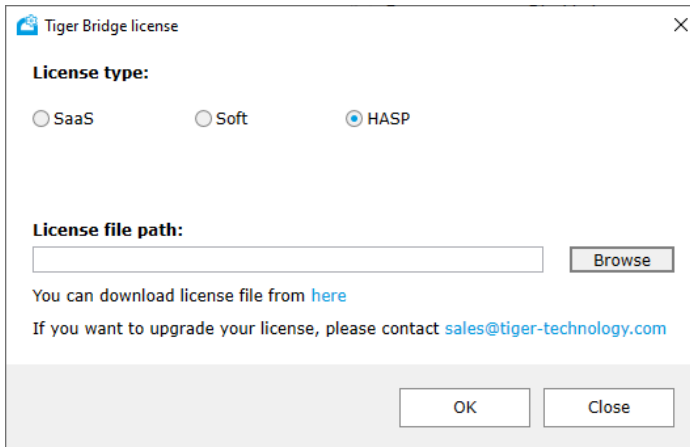 Tiger Bridge license
License type:
SaaS Soft HASP
License file path:
Browse
You can download license file from here
If you want to upgrade your license, please contact sales@tiger-technology.com
OK Close